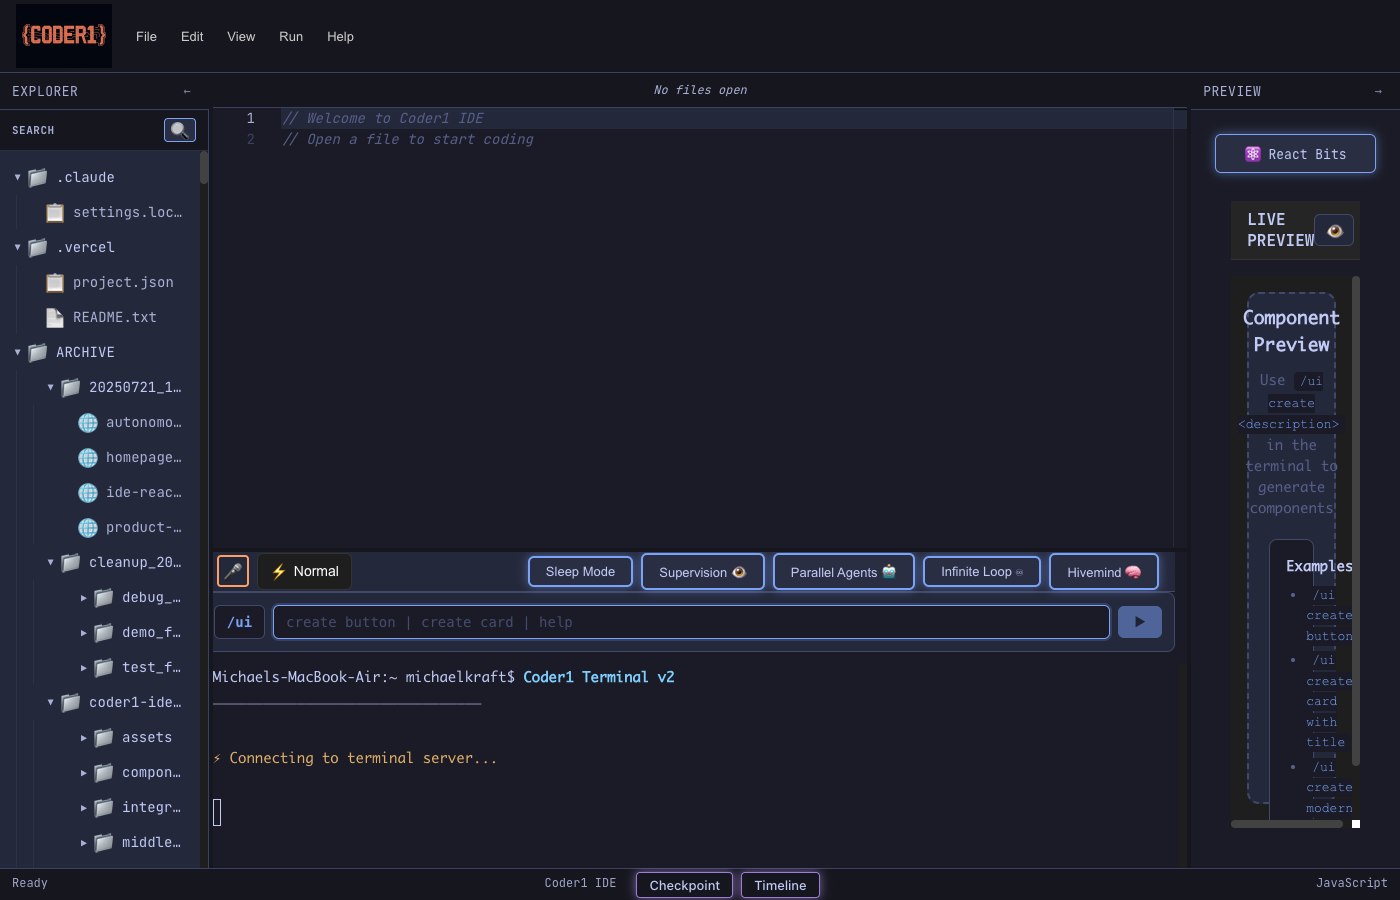 {CODER1}
File Edit View Run Help
EXPLORER ←
No files open
PREVIEW →
SEARCH
.claude
settings.loc…
.vercel
project.json
README.txt
ARCHIVE
20250721_1…
autonomo…
homepage…
ide-reac…
product-…
cleanup_20…
debug_…
demo_f…
test_f…
coder1-ide…
assets
compon…
integr…
middle…
1 // Welcome to Coder1 IDE
2 // Open a file to start coding
Normal
Sleep Mode
Supervision
Parallel Agents
Infinite Loop ♾
Hivemind
/ui
create button | create card | help
Michaels-MacBook-Air:~ michaelkraft$ Coder1 Terminal v2
⚡ Connecting to terminal server...
React Bits
LIVE
PREVIEW
Component
Preview
Use /ui
create
<description>
in the
terminal to
generate
components
Examples
• /ui
create
button
• /ui
create
card
with
title
• /ui
create
modern
Ready
Coder1 IDE
Checkpoint
Timeline
JavaScript